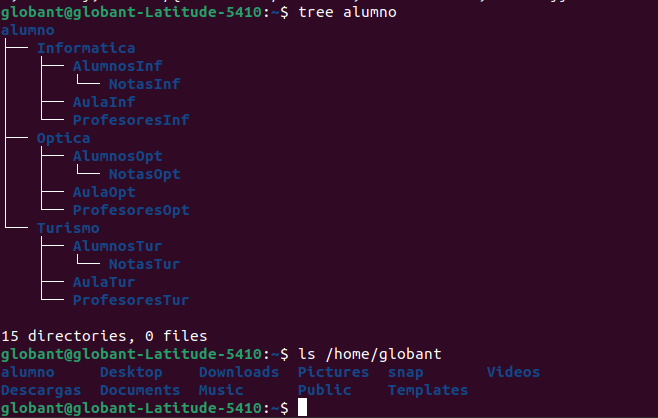 globant@globant-Latitude-5410:~$ tree alumno
alumno
├── Informatica
│   ├── AlumnosInf
│   │   └── NotasInf
│   ├── AulaInf
│   └── ProfesoresInf
├── Optica
│   ├── AlumnosOpt
│   │   └── NotasOpt
│   ├── AulaOpt
│   └── ProfesoresOpt
└── Turismo
    ├── AlumnosTur
    │   └── NotasTur
    ├── AulaTur
    └── ProfesoresTur
15 directories, 0 files
globant@globant-Latitude-5410:~$ ls /home/globant
alumno     Desktop    Downloads  Pictures  snap       Videos
Descargas  Documents  Music      Public    Templates
globant@globant-Latitude-5410:~$